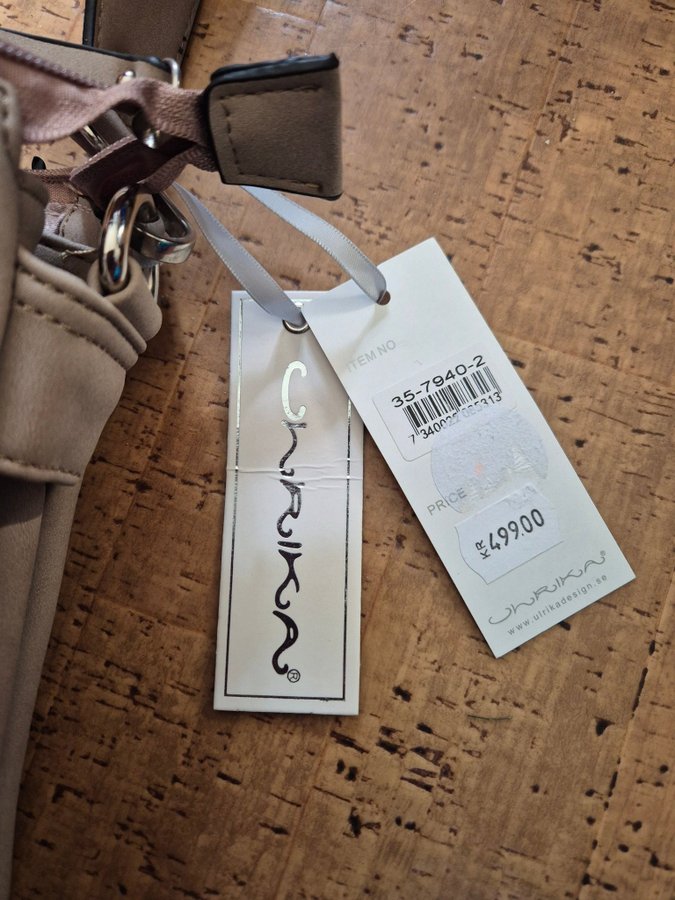 ULRIKA®
ITEM NO
35-7940-2
PRICE
KR 499.00
ULRIKA®
www.ulrikadesign.se